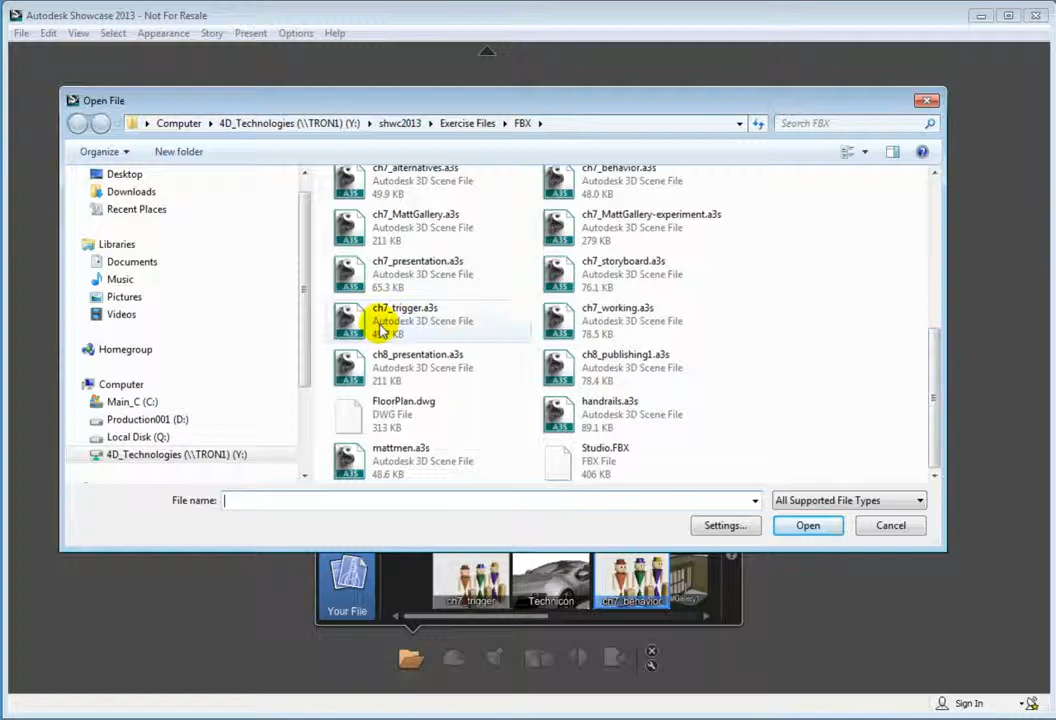 Autodesk Showcase 2013 - Not For Resale
File Edit View Select Appearance Story Present Options Help
Open File
Computer 4D_Technologies (\\TRON1) (Y:) shwc2013 Exercise Files FBX Search FBX
Organize New folder
Desktop
Downloads
Recent Places
Libraries
Documents
Music
Pictures
Videos
Homegroup
Computer
Main_C (C:)
Production001 (D:)
Local Disk (Q:)
4D_Technologies (\\TRON1) (Y:)
ch7_alternatives.a3s
Autodesk 3D Scene File
49.9 KB
ch7_behavior.a3s
Autodesk 3D Scene File
48.0 KB
ch7_MattGallery.a3s
Autodesk 3D Scene File
211 KB
ch7_MattGallery-experiment.a3s
Autodesk 3D Scene File
279 KB
ch7_presentation.a3s
Autodesk 3D Scene File
65.3 KB
ch7_storyboard.a3s
Autodesk 3D Scene File
76.1 KB
ch7_trigger.a3s
Autodesk 3D Scene File
KB
ch7_working.a3s
Autodesk 3D Scene File
78.5 KB
ch8_presentation.a3s
Autodesk 3D Scene File
211 KB
ch8_publishing1.a3s
Autodesk 3D Scene File
78.4 KB
FloorPlan.dwg
DWG File
313 KB
handrails.a3s
Autodesk 3D Scene File
89.1 KB
mattmen.a3s
Autodesk 3D Scene File
48.6 KB
Studio.FBX
FBX File
406 KB
File name: All Supported File Types
Settings... Open Cancel
Your File
ch7_trigger Technicon ch7_behavior
Sign In